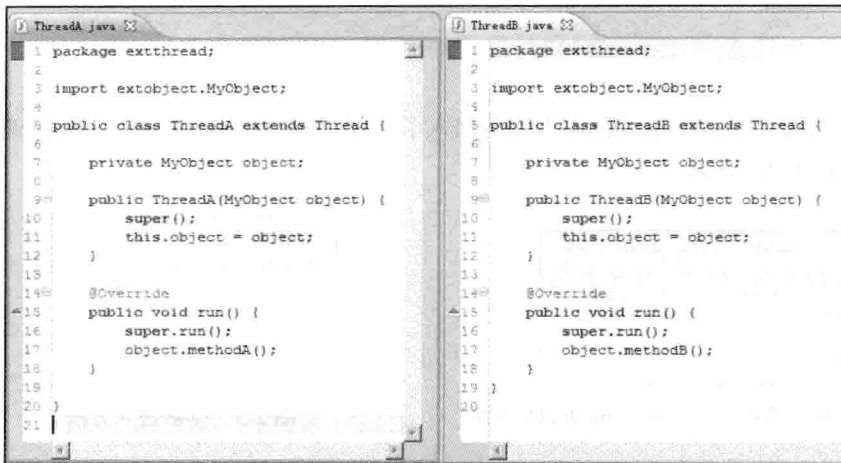 ThreadA.java
1 package extthread;
2
3 import extobject.MyObject;
4
5 public class ThreadA extends Thread {
6
7 private MyObject object;
8
9 public ThreadA(MyObject object) {
10 super();
11 this.object = object;
12 }
13
14 @Override
15 public void run() {
16 super.run();
17 object.methodA();
18 }
19
20 }
21
ThreadB.java
1 package extthread;
2
3 import extobject.MyObject;
4
5 public class ThreadB extends Thread {
6
7 private MyObject object;
8
9 public ThreadB(MyObject object) {
10 super();
11 this.object = object;
12 }
13
14 @Override
15 public void run() {
16 super.run();
17 object.methodB();
18 }
19 }
20